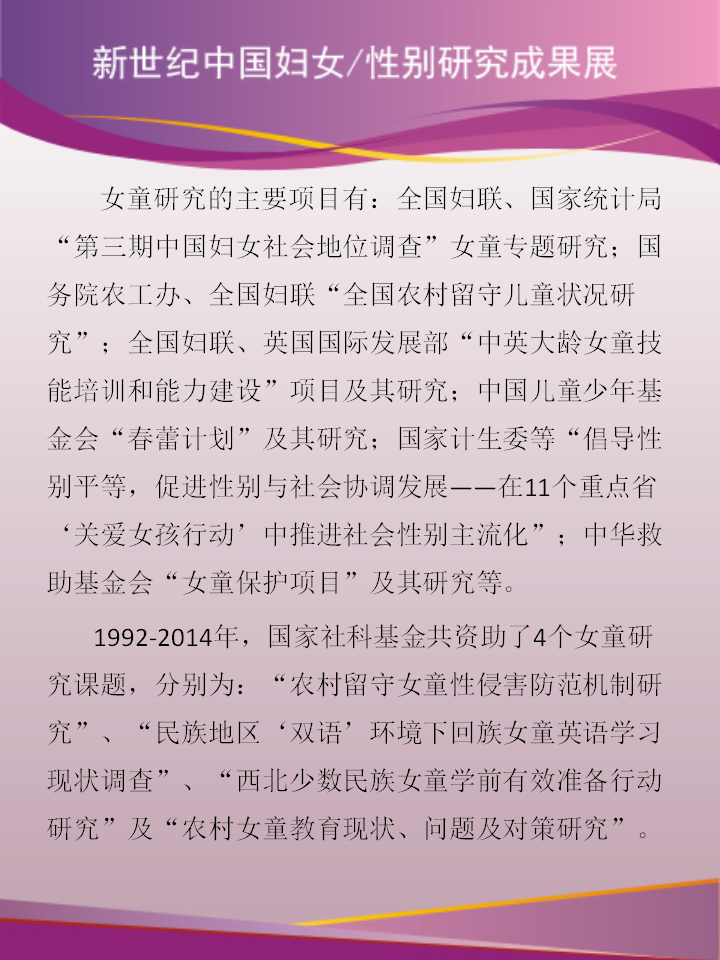 新世纪中国妇女/性别研究成果展
女童研究的主要项目有：全国妇联、国家统计局
“第三期中国妇女社会地位调查”女童专题研究；国
务院农工办、全国妇联“全国农村留守儿童状况研
究”；全国妇联、英国国际发展部“中英大龄女童技
能培训和能力建设”项目及其研究；中国儿童少年基
金会“春蕾计划”及其研究；国家计生委等“倡导性
别平等，促进性别与社会协调发展——在11个重点省
‘关爱女孩行动’中推进社会性别主流化”；中华救
助基金会“女童保护项目”及其研究等。
1992-2014年，国家社科基金共资助了4个女童研
究课题，分别为：“农村留守女童性侵害防范机制研
究”、“民族地区‘双语’环境下回族女童英语学习
现状调查”、“西北少数民族女童学前有效准备行动
研究”及“农村女童教育现状、问题及对策研究”。